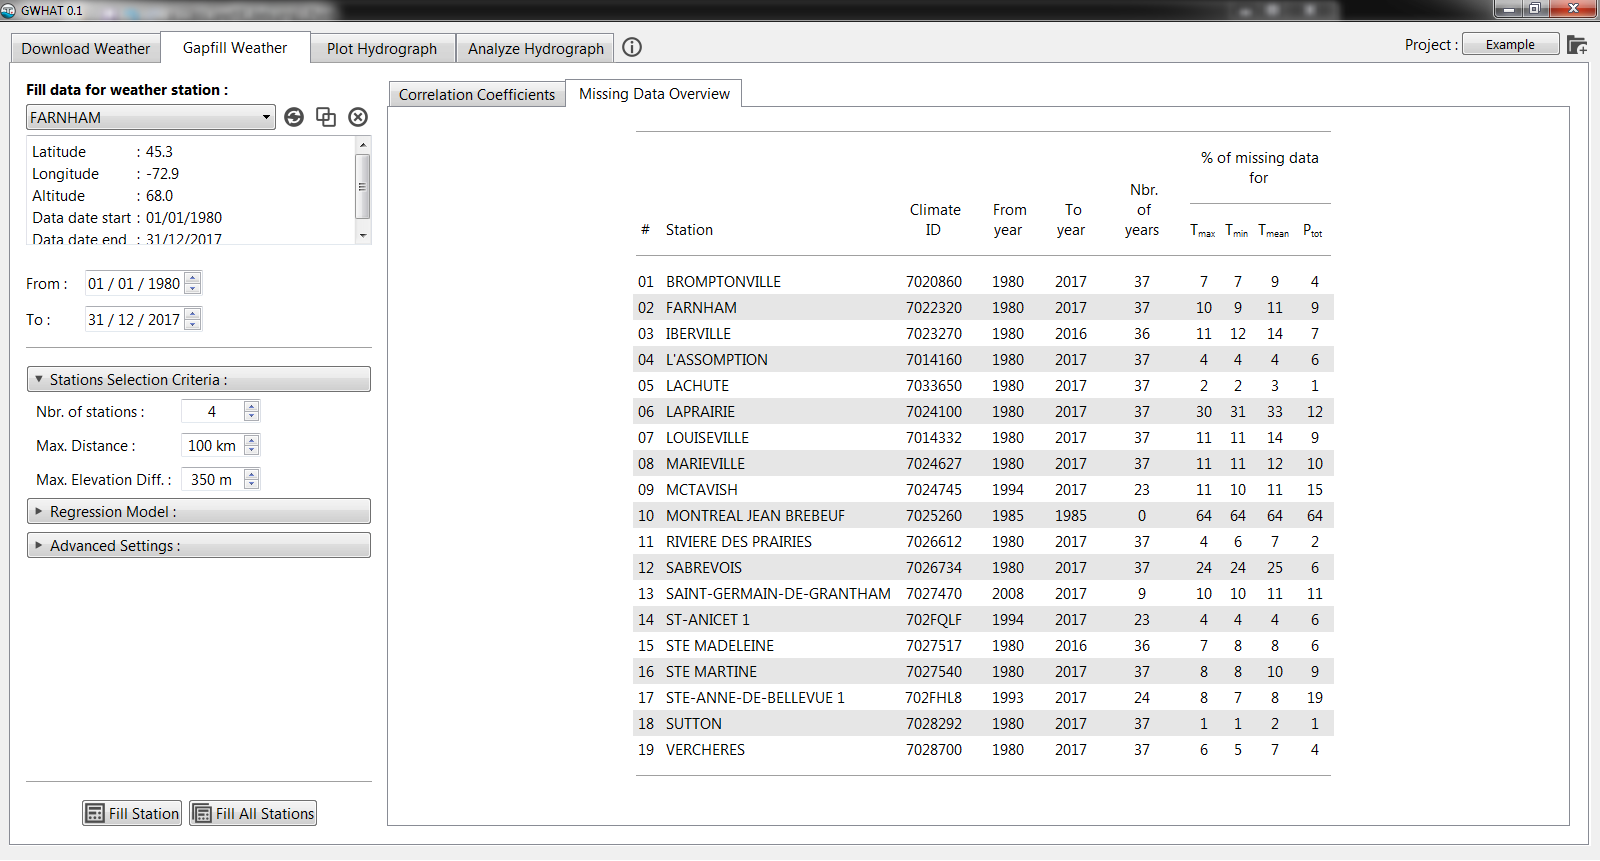 GWHAT 0.1
Download Weather
Gapfill Weather
Plot Hydrograph
Analyze Hydrograph
Project :
Example
Fill data for weather station :
FARNHAM
Latitude : 45.3
Longitude : -72.9
Altitude : 68.0
Data date start : 01/01/1980
Data date end : 31/12/2017
From : 01 / 01 / 1980
To : 31 / 12 / 2017
Stations Selection Criteria :
Nbr. of stations : 4
Max. Distance : 100 km
Max. Elevation Diff. : 350 m
Regression Model :
Advanced Settings :
Fill Station
Fill All Stations
Correlation Coefficients
Missing Data Overview
% of missing data
for
# Station Climate ID From year To year Nbr. of years Tmax Tmin Tmean Ptot
01 BROMPTONVILLE 7020860 1980 2017 37 7 7 9 4
02 FARNHAM 7022320 1980 2017 37 10 9 11 9
03 IBERVILLE 7023270 1980 2016 36 11 12 14 7
04 L'ASSOMPTION 7014160 1980 2017 37 4 4 4 6
05 LACHUTE 7033650 1980 2017 37 2 2 3 1
06 LAPRAIRIE 7024100 1980 2017 37 30 31 33 12
07 LOUISEVILLE 7014332 1980 2017 37 11 11 14 9
08 MARIEVILLE 7024627 1980 2017 37 11 11 12 10
09 MCTAVISH 7024745 1994 2017 23 11 10 11 15
10 MONTREAL JEAN BREBEUF 7025260 1985 1985 0 64 64 64 64
11 RIVIERE DES PRAIRIES 7026612 1980 2017 37 4 6 7 2
12 SABREVOIS 7026734 1980 2017 37 24 24 25 6
13 SAINT-GERMAIN-DE-GRANTHAM 7027470 2008 2017 9 10 10 11 11
14 ST-ANICET 1 702FQLF 1994 2017 23 4 4 4 6
15 STE MADELEINE 7027517 1980 2016 36 7 8 8 6
16 STE MARTINE 7027540 1980 2017 37 8 8 10 9
17 STE-ANNE-DE-BELLEVUE 1 702FHL8 1993 2017 24 8 7 8 19
18 SUTTON 7028292 1980 2017 37 1 1 2 1
19 VERCHERES 7028700 1980 2017 37 6 5 7 4